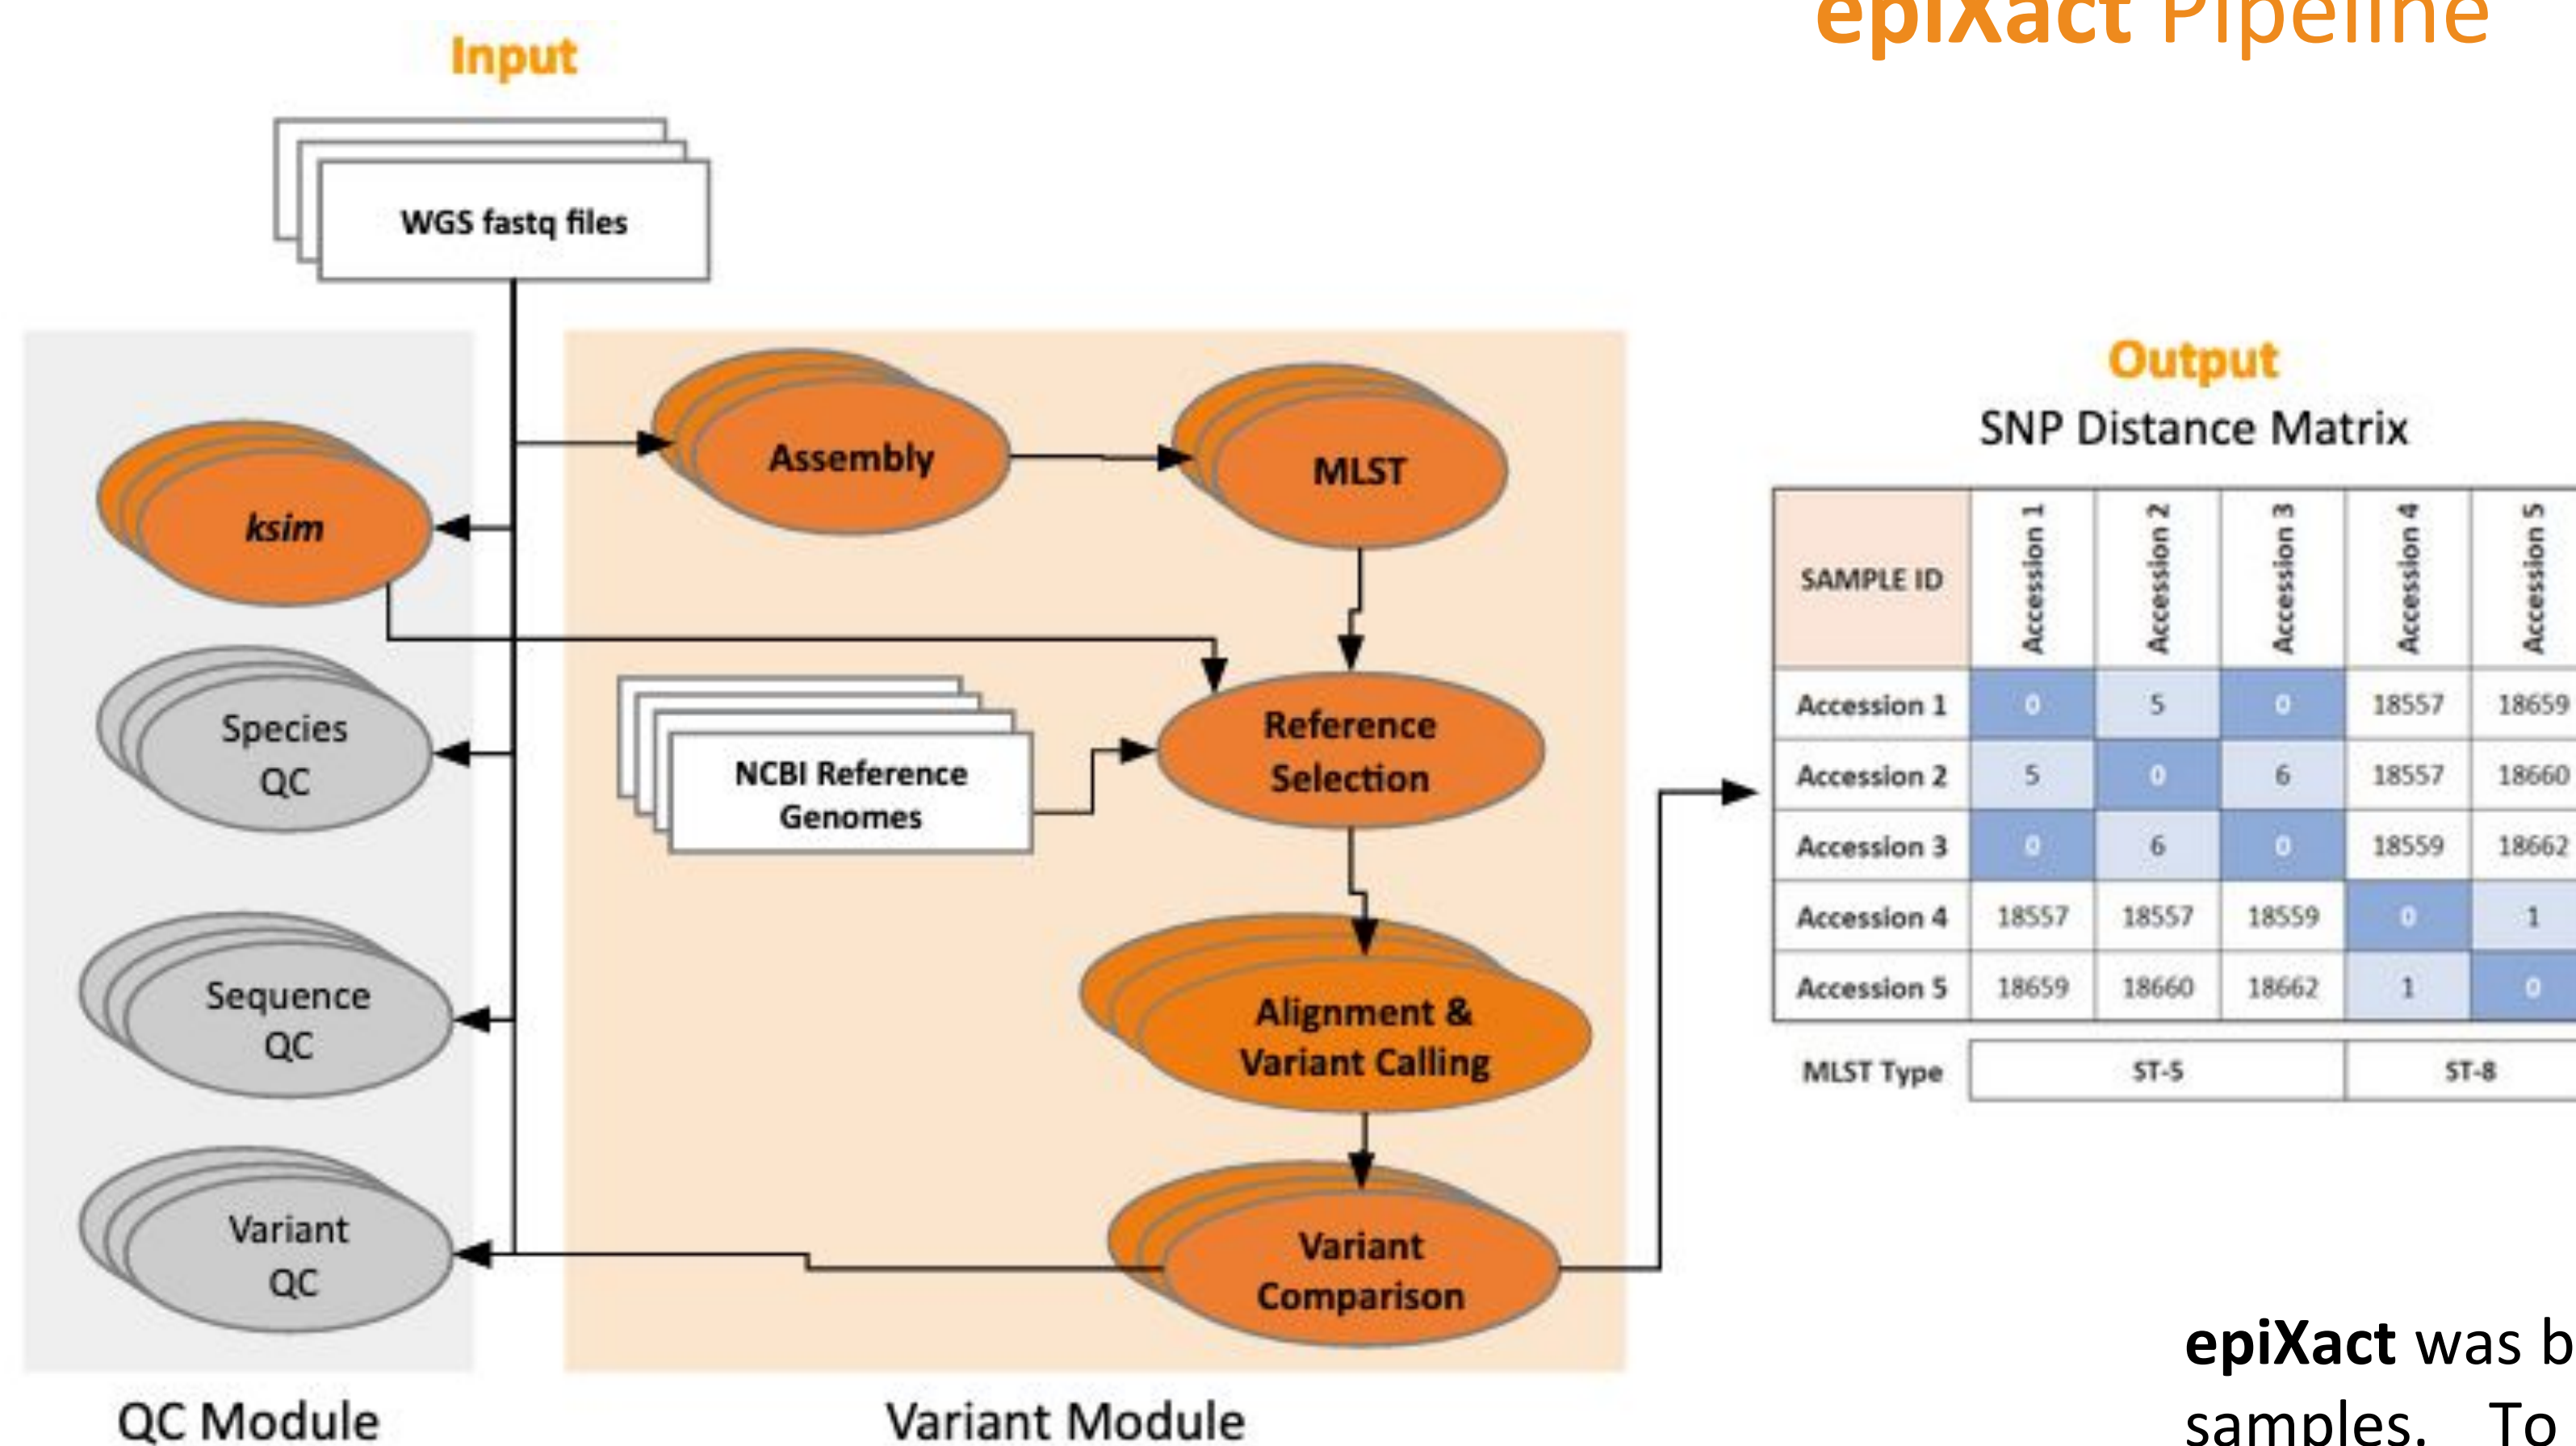 epiXact Pipeline
Input
WGS fastq files
ksim
Species
QC
Sequence
QC
Variant
QC
QC Module
Assembly
MLST
NCBI Reference
Genomes
Reference
Selection
Alignment &
Variant Calling
Variant
Comparison
Variant Module
Output
SNP Distance Matrix
SAMPLE ID Accession 1 Accession 2 Accession 3 Accession 4 Accession 5
Accession 1 0 5 0 18557 18659
Accession 2 5 0 6 18557 18660
Accession 3 0 6 0 18559 18662
Accession 4 18557 18557 18559 0 1
Accession 5 18659 18660 18662 1 0
MLST Type ST-5 ST-8
epiXact was
samples. To